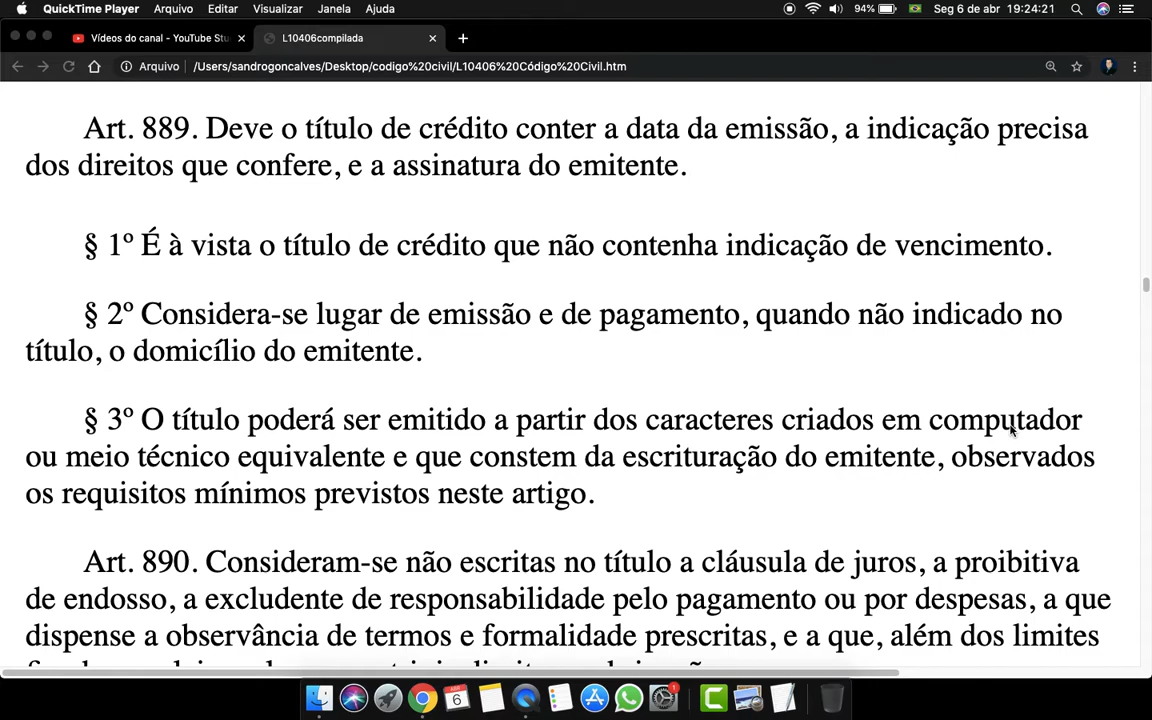 QuickTime Player Arquivo Editar Visualizar Janela Ajuda 94% Seg 6 de abr 19:24:21
Vídeos do canal - YouTube Stu
L10406compilada
Arquivo /Users/sandrogoncalves/Desktop/codigo%20civil/L10406%20Código%20Civil.htm
Art. 889. Deve o título de crédito conter a data da emissão, a indicação precisa
dos direitos que confere, e a assinatura do emitente.
§ 1º É à vista o título de crédito que não contenha indicação de vencimento.
§ 2º Considera-se lugar de emissão e de pagamento, quando não indicado no
título, o domicílio do emitente.
§ 3º O título poderá ser emitido a partir dos caracteres criados em computador
ou meio técnico equivalente e que constem da escrituração do emitente, observados
os requisitos mínimos previstos neste artigo.
Art. 890. Consideram-se não escritas no título a cláusula de juros, a proibitiva
de endosso, a excludente de responsabilidade pelo pagamento ou por despesas, a que
dispense a observância de termos e formalidade prescritas, e a que, além dos limites
ABR
6
1